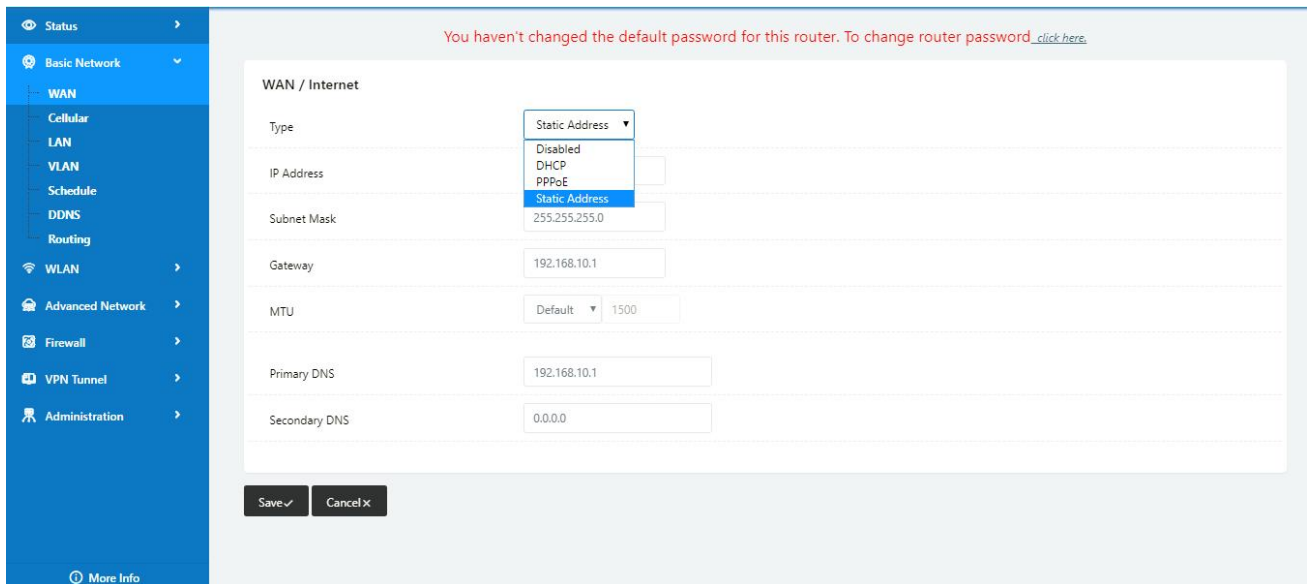 Status
You haven't changed the default password for this router. To change router password click here.
Basic Network
WAN
Cellular
LAN
VLAN
Schedule
DDNS
Routing
WLAN
Advanced Network
Firewall
VPN Tunnel
Administration
More Info
WAN / Internet
Type Static Address
Disabled
DHCP
PPPoE
Static Address
IP Address
Subnet Mask 255.255.255.0
Gateway 192.168.10.1
MTU Default 1500
Primary DNS 192.168.10.1
Secondary DNS 0.0.0.0
Save Cancel